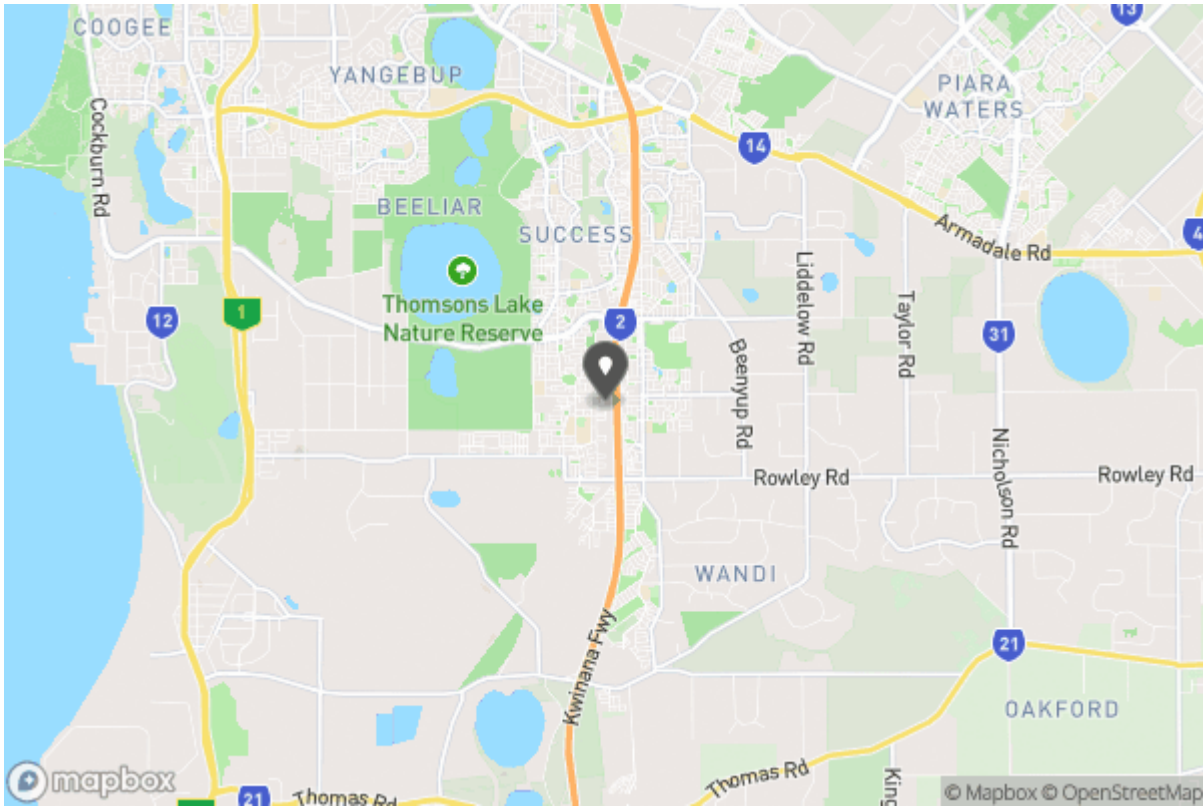 COOGEE
13
YANGEBUP
PIARA
WATERS
Cockburn Rd
14
BEELIAR
SUCCESS
Armadale Rd
4
Thomsons Lake
Nature Reserve
1
12
2
Liddelow Rd
Taylor Rd
31
Beenyup Rd
Nicholson Rd
Rowley Rd
Rowley Rd
WANDI
Kwinana Fwy
21
OAKFORD
Thomas Rd
King
mapbox
21
Thomas Rd
© Mapbox © OpenStreetMap